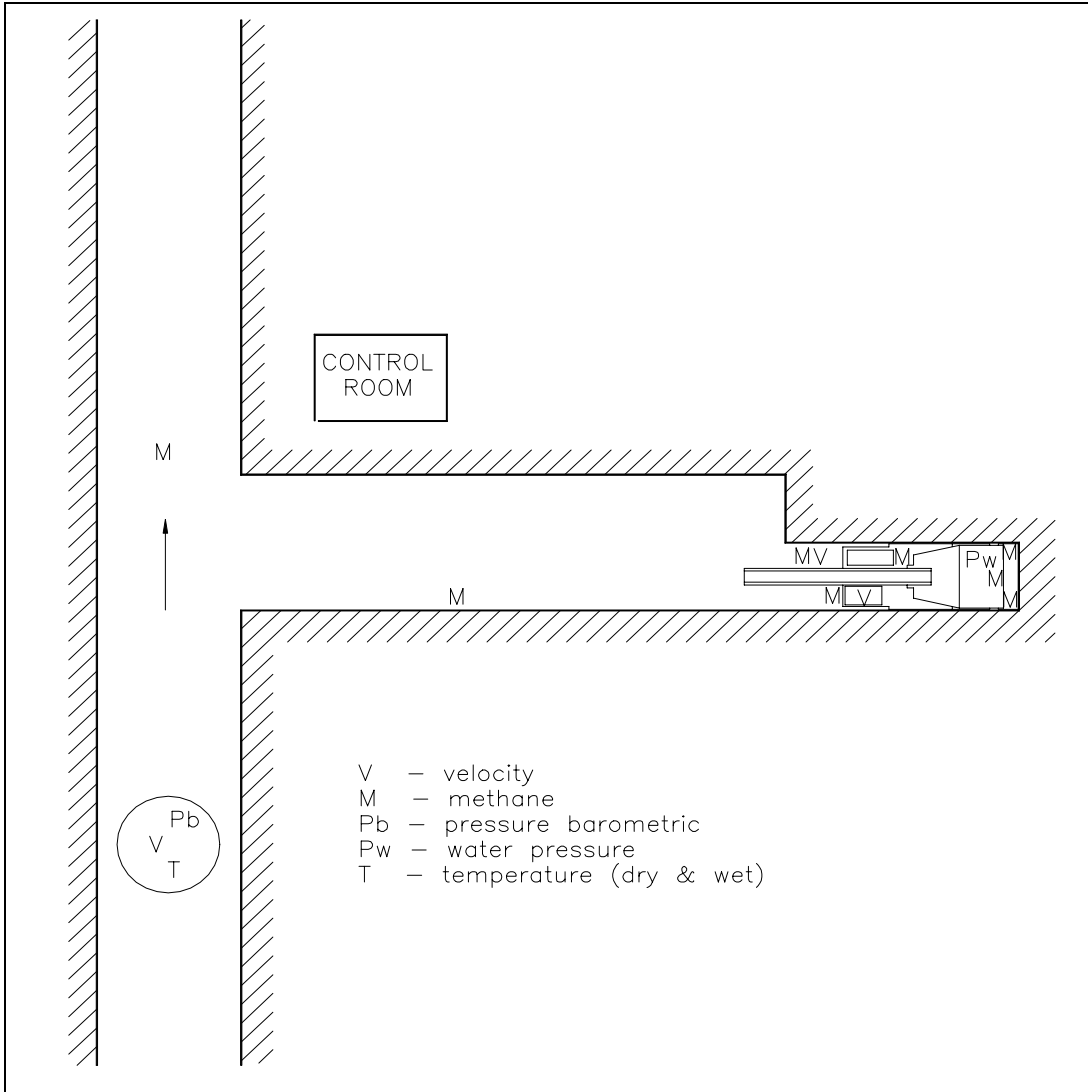 CONTROL
ROOM
M
MV
M
Pw
M
M
M
M
V
M
M
V – velocity
M – methane
Pb – pressure barometric
Pw – water pressure
T – temperature (dry & wet)
Pb
V
T